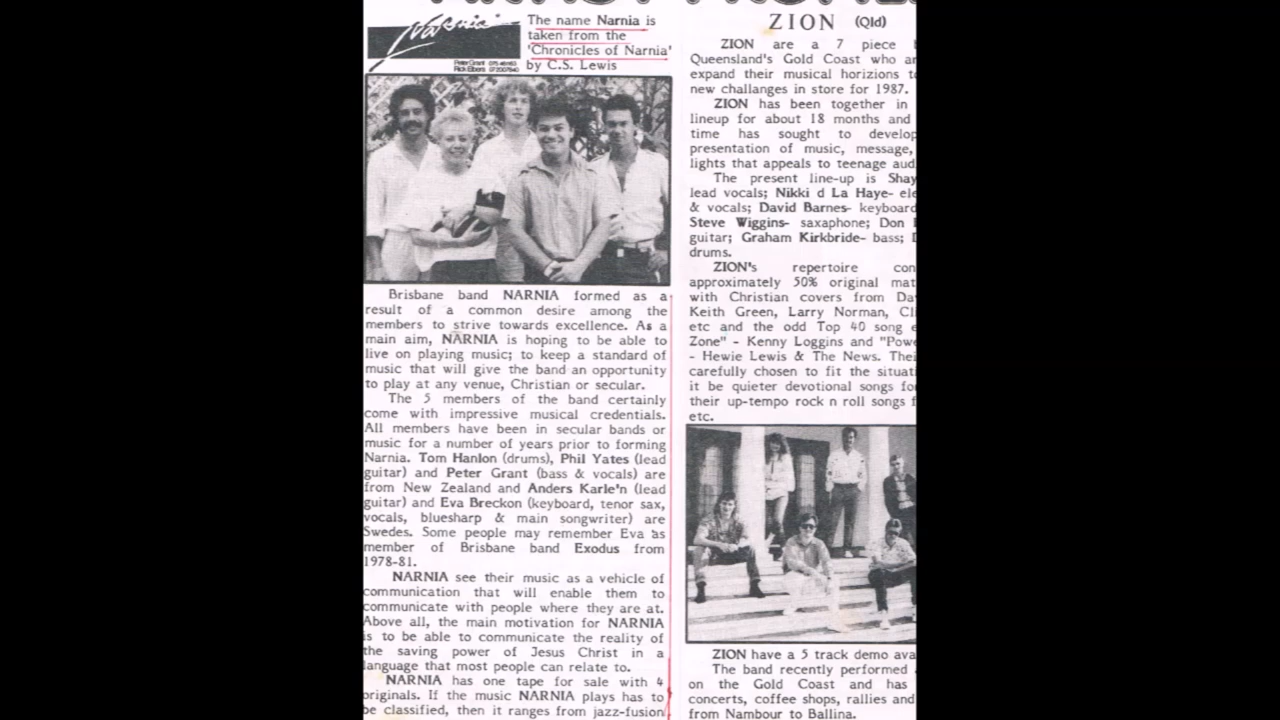 Narnia
The name Narnia is
taken from the
'Chronicles of Narnia'
by C.S. Lewis
Peter Grant
Rick Elbers
Brisbane band NARNIA formed as a
result of a common desire among the
members to strive towards excellence. As a
main aim, NARNIA is hoping to be able to
live on playing music; to keep a standard of
music that will give the band an opportunity
to play at any venue, Christian or secular.
The 5 members of the band certainly
come with impressive musical credentials.
All members have been in secular bands or
music for a number of years prior to forming
Narnia. Tom Hanlon (drums), Phil Yates (lead
guitar) and Peter Grant (bass & vocals) are
from New Zealand and Anders Karle'n (lead
guitar) and Eva Breckon (keyboard, tenor sax,
vocals, bluesharp & main songwriter) are
Swedes. Some people may remember Eva as
member of Brisbane band Exodus from
1978-81.
NARNIA see their music as a vehicle of
communication that will enable them to
communicate with people where they are at.
Above all, the main motivation for NARNIA
is to be able to communicate the reality of
the saving power of Jesus Christ in a
language that most people can relate to.
NARNIA has one tape for sale with 4
originals. If the music NARNIA plays has to
be classified, then it ranges from jazz-fusion
ZION (Qld)
ZION are a 7 piece
Queensland's Gold Coast who
expand their musical horizions
new challanges in store for 1987.
ZION has been together in
lineup for about 18 months and
time has sought to develop
presentation of music, message,
lights that appeals to teenage
The present line-up is
lead vocals; Nikki d La Haye-
& vocals; David Barnes-
Steve Wiggins- saxaphone; Don
guitar; Graham Kirkbride- bass;
drums.
ZION's repertoire
approximately 50% original
with Christian covers from
Keith Green, Larry Norman,
etc and the odd Top 40 song
Zone" - Kenny Loggins and
- Hewie Lewis & The News.
carefully chosen to fit the
it be quieter devotional songs
their up-tempo rock n roll songs
etc.
ZION have a 5 track demo
The band recently performed
on the Gold Coast and has
concerts, coffee shops, rallies and
from Nambour to Ballina.